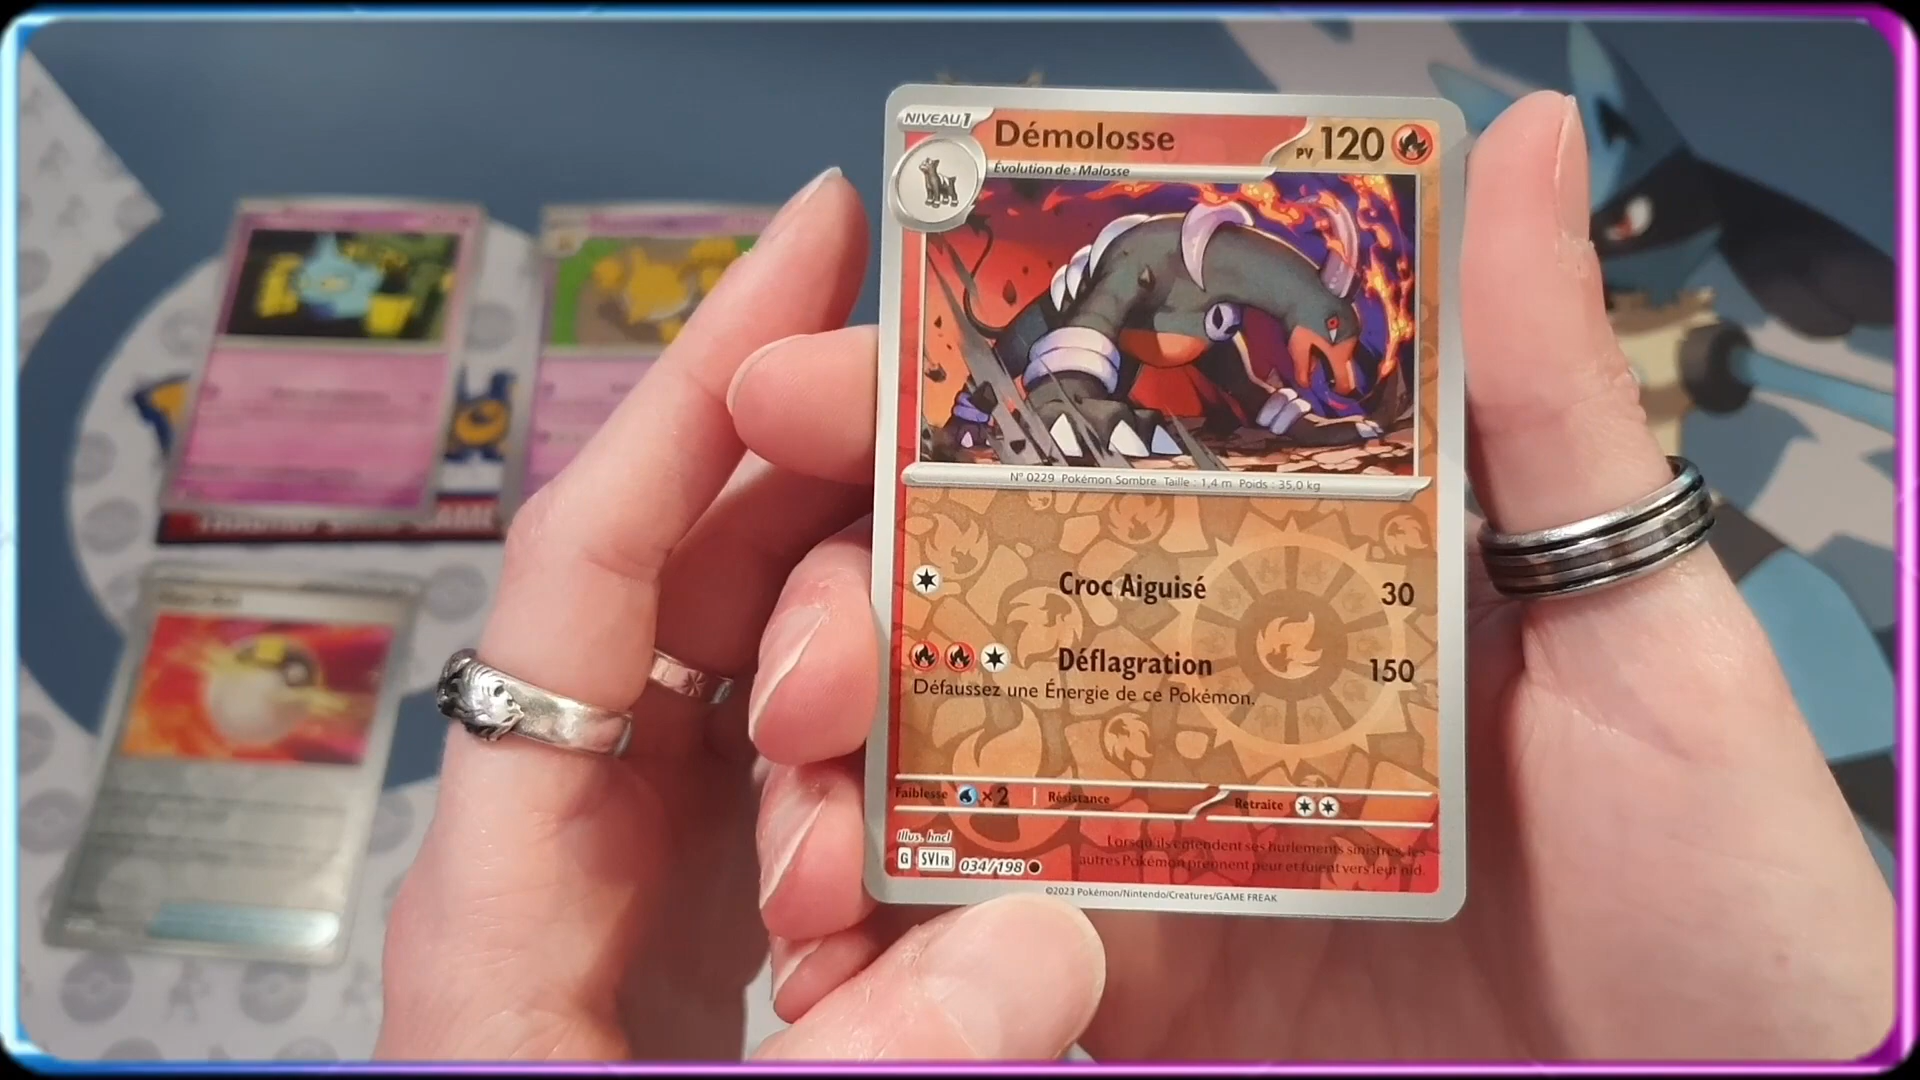 NIVEAU 1
Démolosse
PV 120
Évolution de : Malosse
N° 0229 Pokémon Sombre Taille : 1,4 m Poids : 35,0 kg
Croc Aiguisé 30
Déflagration 150
Défaussez une Énergie de ce Pokémon.
Faiblesse ×2 Résistance Retraite
Illus. hncl
Lorsqu'ils entendent ses hurlements sinistres, les
autres Pokémon prennent peur et fuient vers leur nid.
G SVI FR 034/198
©2023 Pokémon/Nintendo/Creatures/GAME FREAK
TRADING CARD GAME